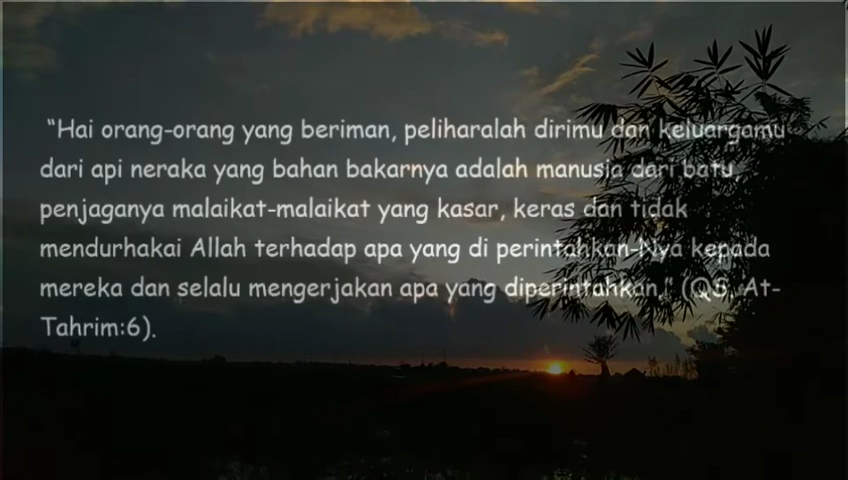 “Hai orang-orang yang beriman, peliharalah dirimu dan keluargamu
dari api neraka yang bahan bakarnya adalah manusia dari batu
penjaganya malaikat-malaikat yang kasar, keras dan tidak
mendurhakai Allah terhadap apa yang di perintahkan-Nya kepada
mereka dan selalu mengerjakan apa yang diperintahkan.” (QS. At-
Tahrim:6).